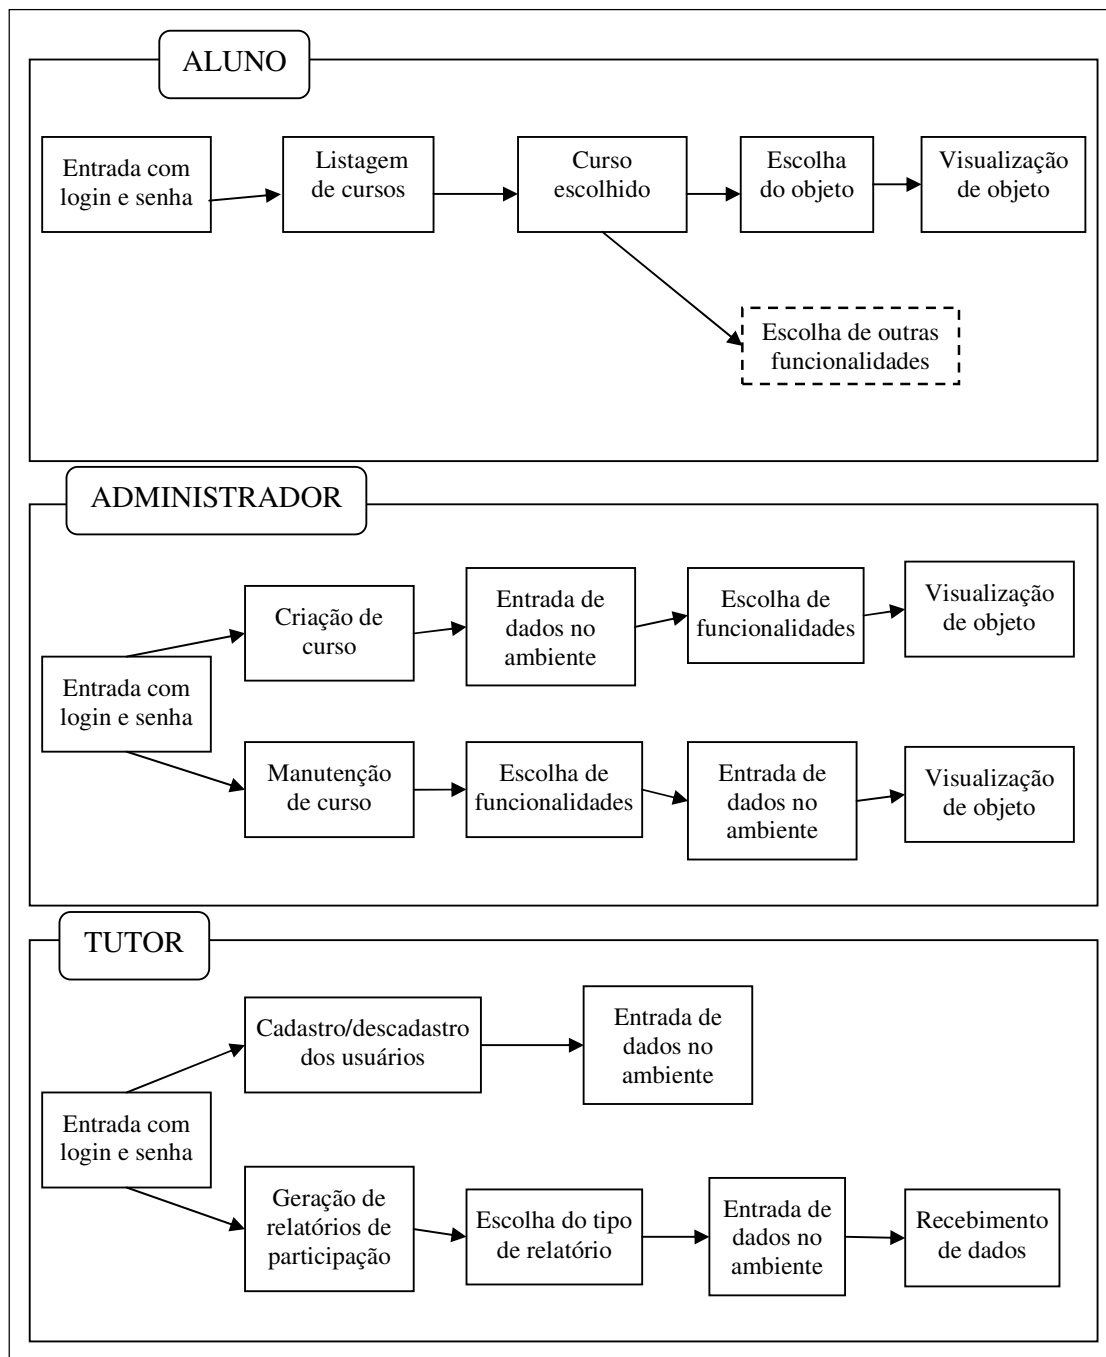 ALUNO
Entrada com
login e senha
Listagem
de cursos
Curso
escolhido
Escolha
do objeto
Visualização
de objeto
Escolha de outras
funcionalidades
ADMINISTRADOR
Entrada com
login e senha
Criação de
curso
Entrada de
dados no
ambiente
Escolha de
funcionalidades
Visualização
de objeto
Manutenção
de curso
Escolha de
funcionalidades
Entrada de
dados no
ambiente
Visualização
de objeto
TUTOR
Entrada com
login e senha
Cadastro/descadastro
dos usuários
Entrada de
dados no
ambiente
Geração de
relatórios de
participação
Escolha do tipo
de relatório
Entrada de
dados no
ambiente
Recebimento
de dados